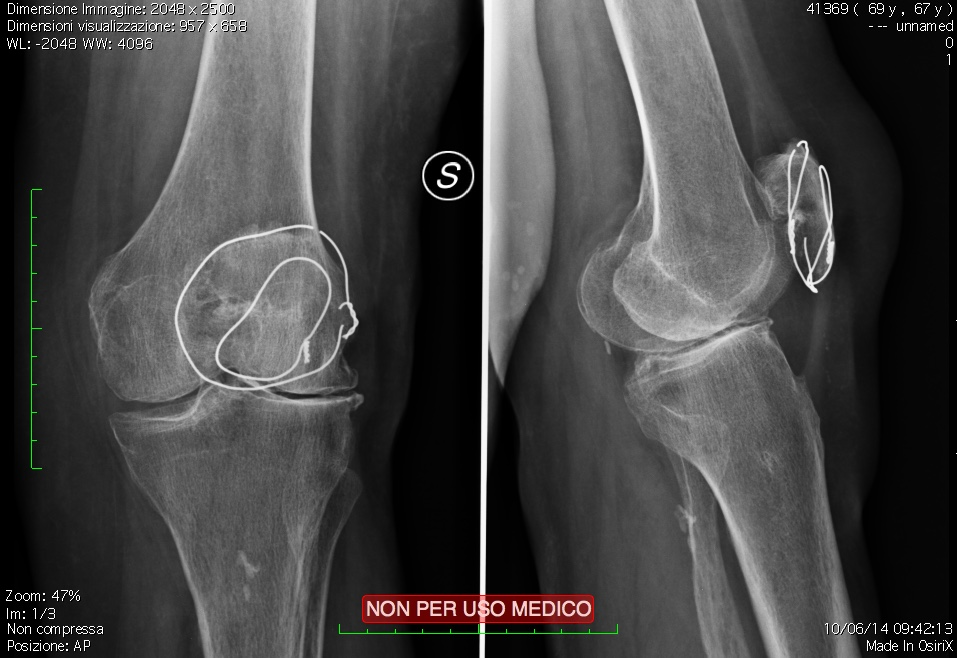 Dimensione Immagine: 2048 x 2500
Dimensioni visualizzazione: 957 x 658
WL: -2048 WW: 4096
41369 ( 69 y , 67 y )
--- unnamed
0
1
S
Zoom: 47%
Im: 1/3
Non compressa
Posizione: AP
NON PER USO MEDICO
10/06/14 09:42:13
Made In OsiriX